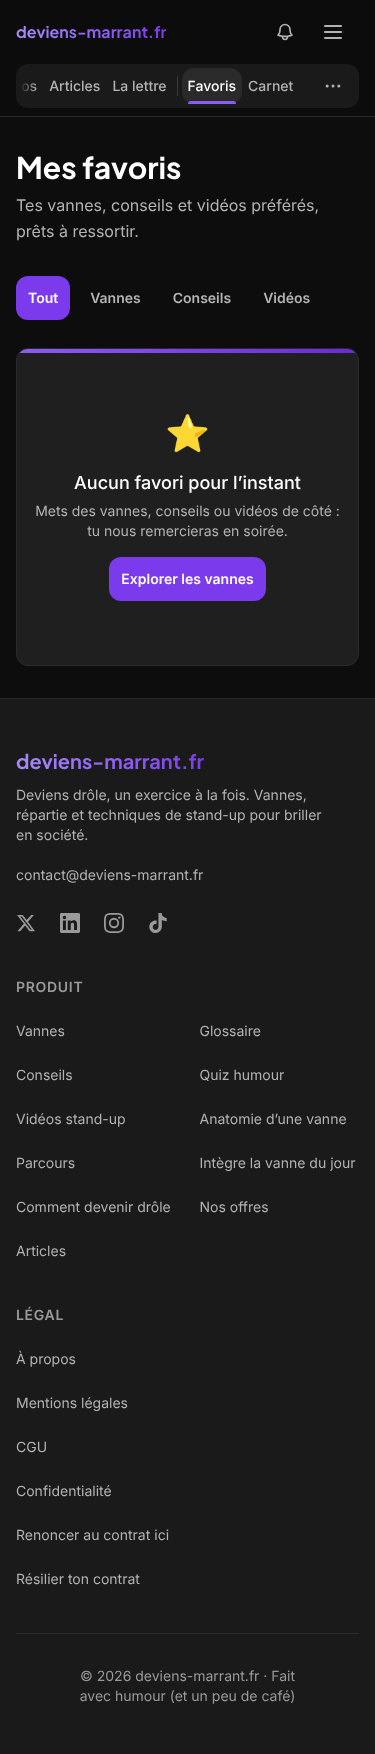 deviens-marrant.fr
os Articles La lettre Favoris Carnet ···
Mes favoris
Tes vannes, conseils et vidéos préférés,
prêts à ressortir.
Tout Vannes Conseils Vidéos
Aucun favori pour l’instant
Mets des vannes, conseils ou vidéos de côté :
tu nous remercieras en soirée.
Explorer les vannes
deviens-marrant.fr
Deviens drôle, un exercice à la fois. Vannes,
répartie et techniques de stand-up pour briller
en société.
contact@deviens-marrant.fr
PRODUIT
Vannes Glossaire
Conseils Quiz humour
Vidéos stand-up Anatomie d’une vanne
Parcours Intègre la vanne du jour
Comment devenir drôle Nos offres
Articles
LÉGAL
À propos
Mentions légales
CGU
Confidentialité
Renoncer au contrat ici
Résilier ton contrat
© 2026 deviens-marrant.fr · Fait
avec humour (et un peu de café)